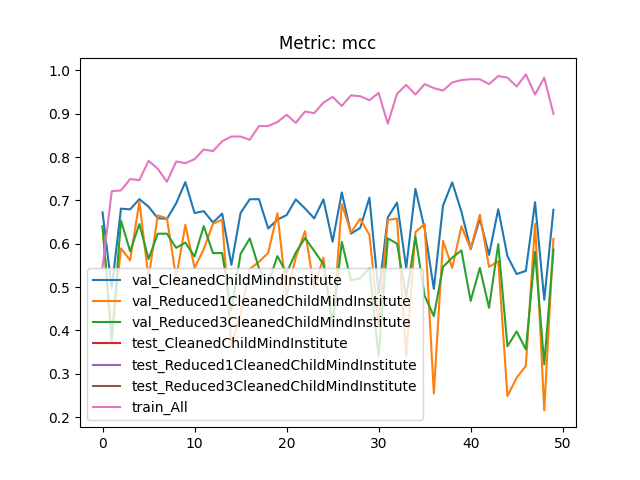 Metric: mcc
1.0
0.9
0.8
0.7
0.6
0.5
0.4
0.3
0.2
val_CleanedChildMindInstitute
val_Reduced1CleanedChildMindInstitute
val_Reduced3CleanedChildMindInstitute
test_CleanedChildMindInstitute
test_Reduced1CleanedChildMindInstitute
test_Reduced3CleanedChildMindInstitute
train_All
0 10 20 30 40 50